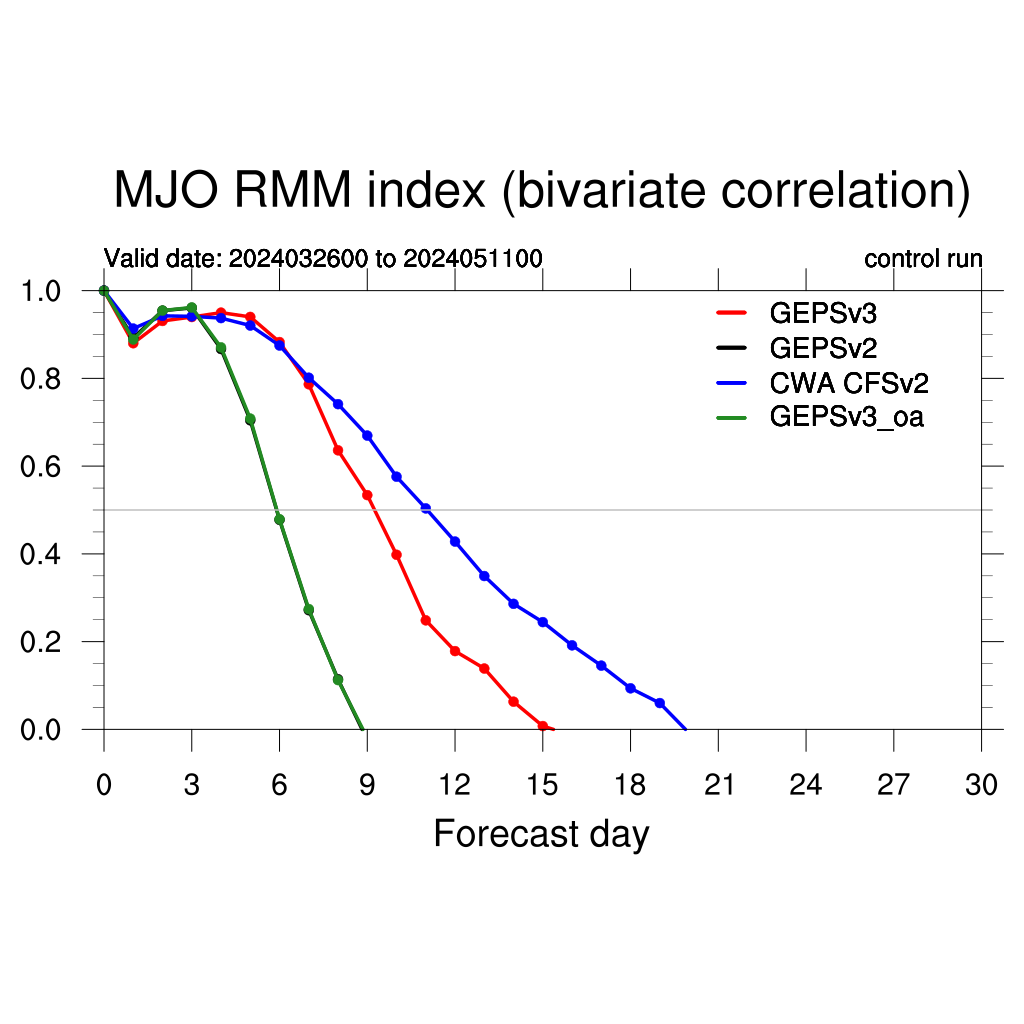 MJO RMM index (bivariate correlation)
Valid date: 2024032600 to 2024051100 control run
1.0
0.8
0.6
0.4
0.2
0.0
GEPSv3
GEPSv2
CWA CFSv2
GEPSv3_oa
0 3 6 9 12 15 18 21 24 27 30
Forecast day